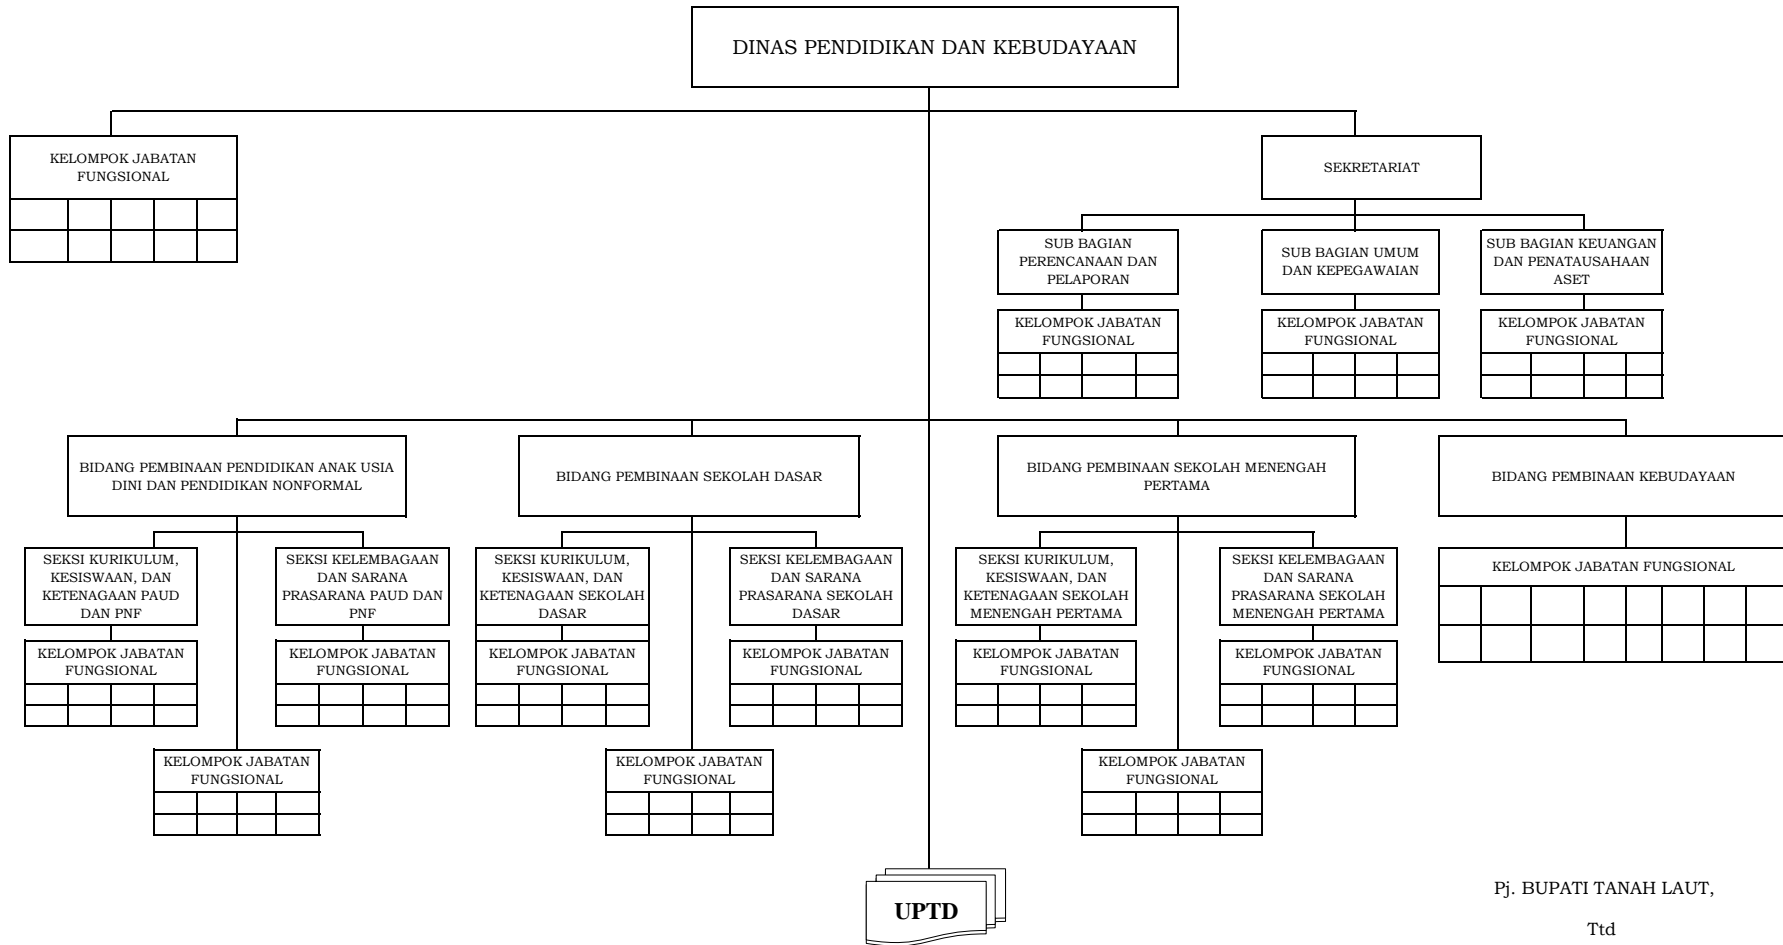 DINAS PENDIDIKAN DAN KEBUDAYAAN
KELOMPOK JABATAN
FUNGSIONAL
SEKRETARIAT
SUB BAGIAN
PERENCANAAN DAN
PELAPORAN
SUB BAGIAN UMUM
DAN KEPEGAWAIAN
SUB BAGIAN KEUANGAN
DAN PENATAUSAHAAN
ASET
KELOMPOK JABATAN
FUNGSIONAL
KELOMPOK JABATAN
FUNGSIONAL
KELOMPOK JABATAN
FUNGSIONAL
BIDANG PEMBINAAN PENDIDIKAN ANAK USIA
DINI DAN PENDIDIKAN NONFORMAL
BIDANG PEMBINAAN SEKOLAH DASAR
BIDANG PEMBINAAN SEKOLAH MENENGAH
PERTAMA
BIDANG PEMBINAAN KEBUDAYAAN
SEKSI KURIKULUM,
KESISWAAN, DAN
KETENAGAAN PAUD
DAN PNF
SEKSI KELEMBAGAAN
DAN SARANA
PRASARANA PAUD DAN
PNF
SEKSI KURIKULUM,
KESISWAAN, DAN
KETENAGAAN SEKOLAH
DASAR
SEKSI KELEMBAGAAN
DAN SARANA
PRASARANA SEKOLAH
DASAR
SEKSI KURIKULUM,
KESISWAAN, DAN
KETENAGAAN SEKOLAH
MENENGAH PERTAMA
SEKSI KELEMBAGAAN
DAN SARANA
PRASARANA SEKOLAH
MENENGAH PERTAMA
KELOMPOK JABATAN FUNGSIONAL
KELOMPOK JABATAN
FUNGSIONAL
KELOMPOK JABATAN
FUNGSIONAL
KELOMPOK JABATAN
FUNGSIONAL
KELOMPOK JABATAN
FUNGSIONAL
KELOMPOK JABATAN
FUNGSIONAL
KELOMPOK JABATAN
FUNGSIONAL
KELOMPOK JABATAN
FUNGSIONAL
KELOMPOK JABATAN
FUNGSIONAL
KELOMPOK JABATAN
FUNGSIONAL
UPTD
Pj. BUPATI TANAH LAUT,
Ttd